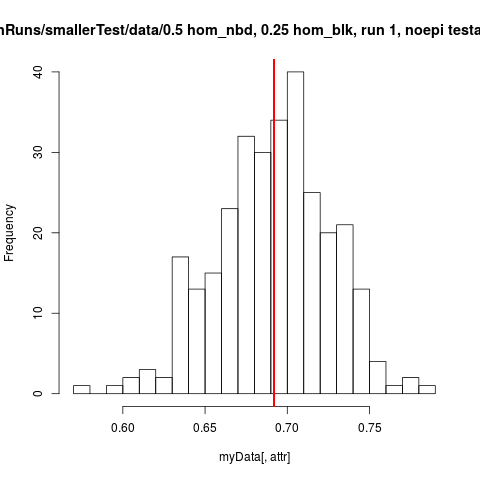 nRuns/smallerTest/data/0.5 hom_nbd, 0.25 hom_blk, run 1, noepi testa
40
30
20
10
0
Frequency
0.60 0.65 0.70 0.75
myData[, attr]